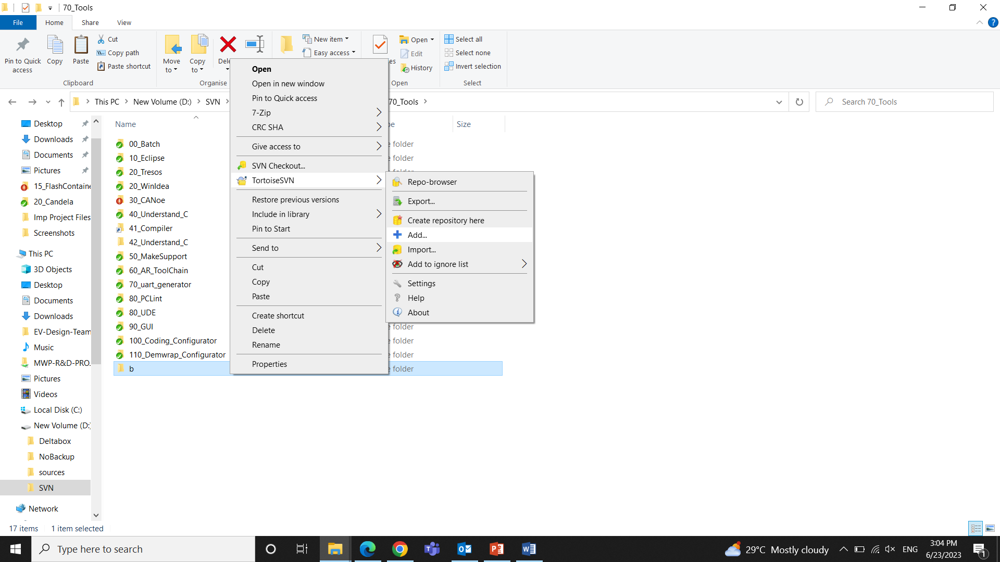 70_Tools
File Home Share View
Pin to Quick access
Copy
Paste
Cut
Copy path
Paste shortcut
Clipboard
Move to
Copy to
Organise
New item
Easy access
Open
Edit
History
Open
Select all
Select none
Invert selection
Select
This PC > New Volume (D:) > SVN >
70_Tools >
Search 70_Tools
Desktop
Downloads
Documents
Pictures
15_FlashContaine
20_Candela
Imp Project Files
Screenshots
This PC
3D Objects
Desktop
Documents
Downloads
EV-Design-Team
Music
MWP-R&D-PRO.
Pictures
Videos
Local Disk (C:)
New Volume (D:)
Deltabox
NoBackup
sources
SVN
Network
Name
Size
00_Batch
e folder
10_Eclipse
e folder
20_Tresos
20_WinIdea
30_CANoe
40_Understand_C
41_Compiler
42_Understand_C
50_MakeSupport
60_AR_ToolChain
70_uart_generator
80_PCLint
80_UDE
90_GUI
e folder
100_Coding_Configurator
e folder
110_Demwrap_Configurator
e folder
b
e folder
Open
Open in new window
Pin to Quick access
7-Zip
CRC SHA
Give access to
SVN Checkout...
TortoiseSVN
Restore previous versions
Include in library
Pin to Start
Send to
Cut
Copy
Paste
Create shortcut
Delete
Rename
Properties
Repo-browser
Export...
Create repository here
Add...
Import...
Add to ignore list
Settings
Help
About
17 items 1 item selected
Type here to search
29°C Mostly cloudy
ENG
3:04 PM
6/23/2023
1